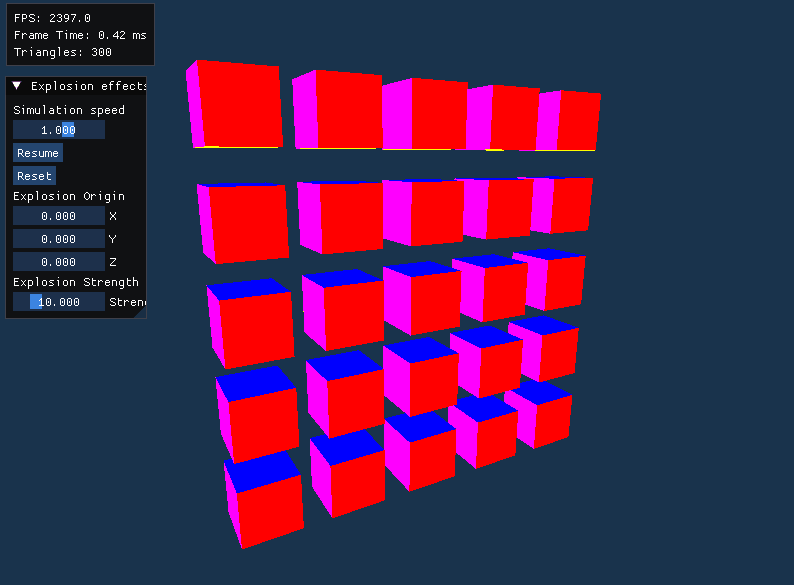 FPS: 2397.0
Frame Time: 0.42 ms
Triangles: 300
Explosion effects
Simulation speed
1.000
Resume
Reset
Explosion Origin
0.000 X
0.000 Y
0.000 Z
Explosion Strength
10.000 Stren